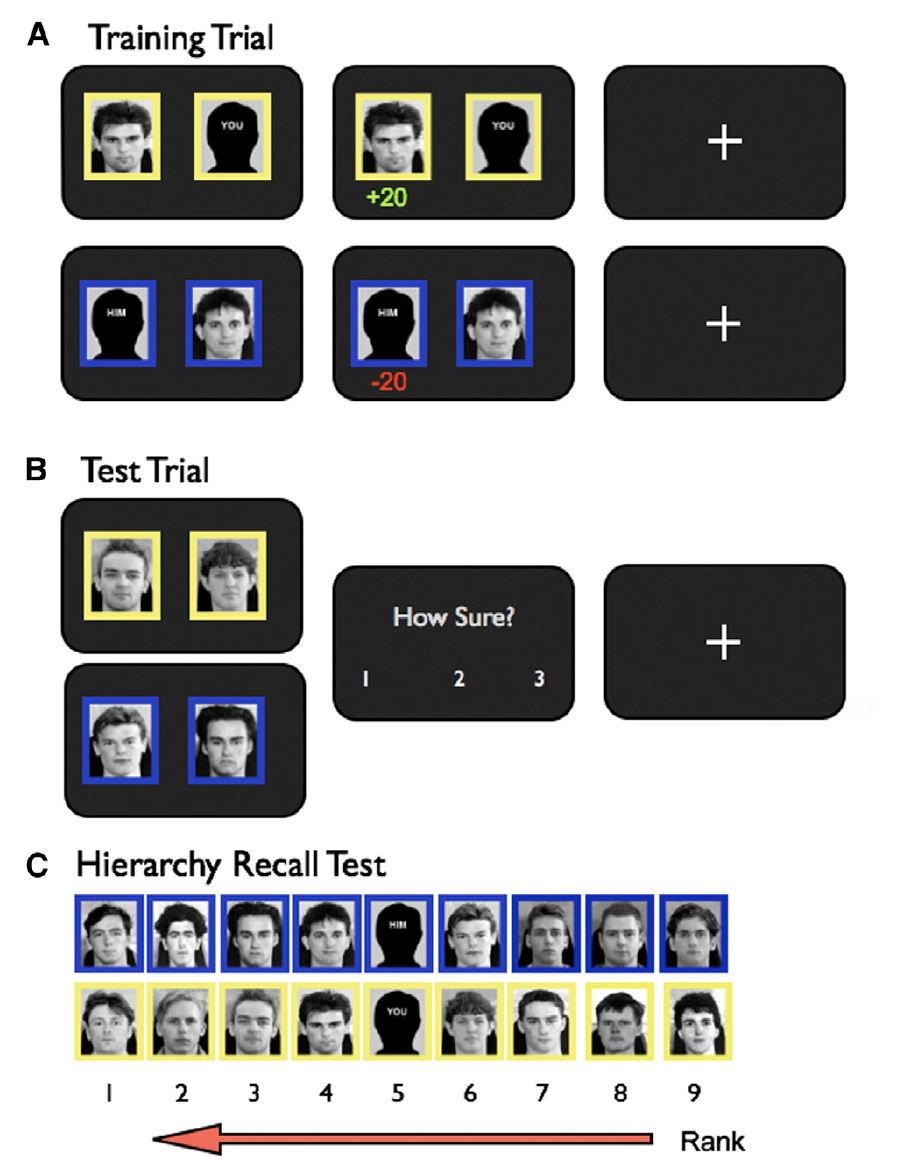 A Training Trial
YOU YOU
+20
HIM HIM
-20
B Test Trial
How Sure?
1 2 3
C Hierarchy Recall Test
HIM
YOU
1 2 3 4 5 6 7 8 9
Rank